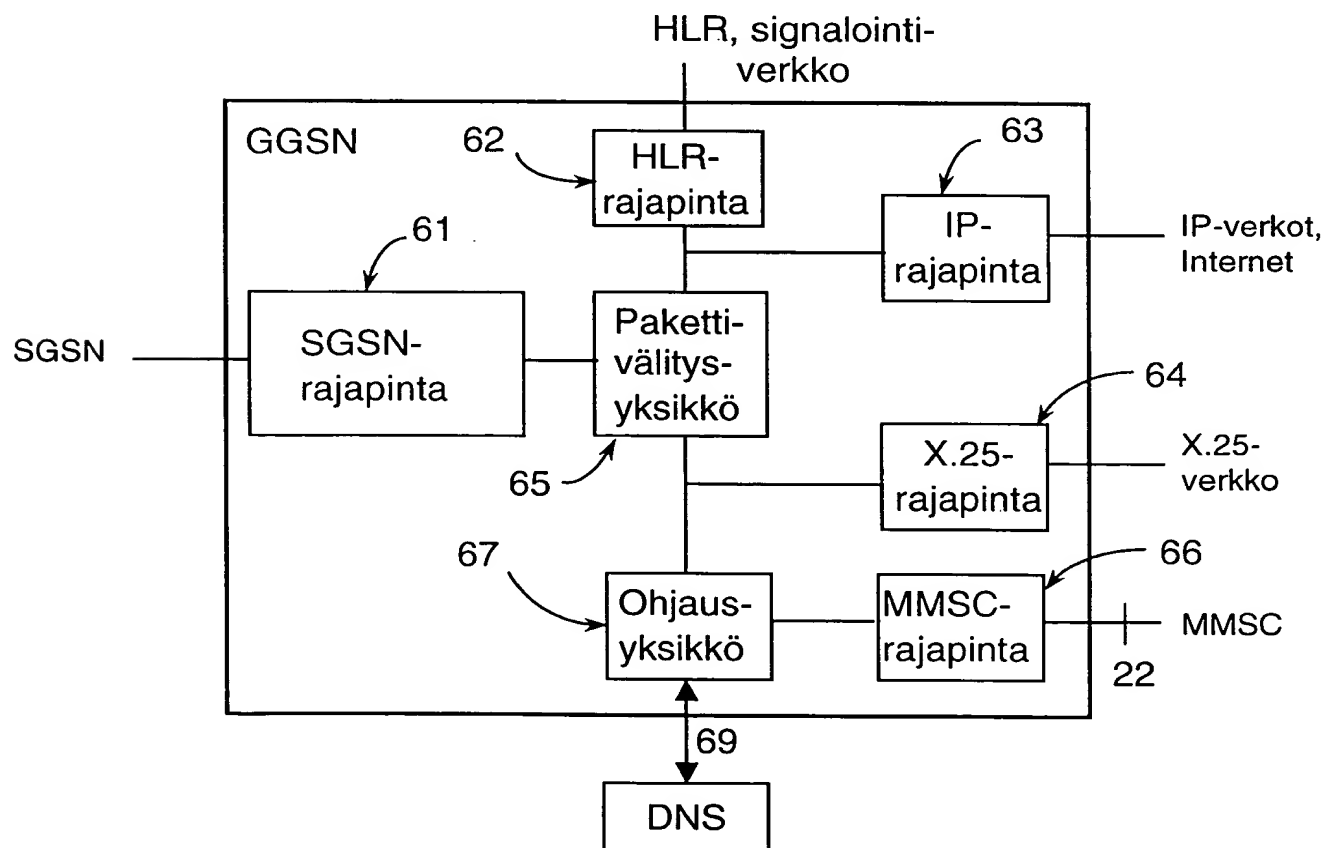 HLR, signalointi-
verkko
GGSN
62
HLR-
rajapinta
63
IP-
rajapinta
IP-verkot,
Internet
61
SGSN
SGSN-
rajapinta
Paketti-
välitys-
yksikkö
65
64
X.25-
rajapinta
X.25-
verkko
67
Ohjaus-
yksikkö
66
MMSC-
rajapinta
MMSC
22
69
DNS